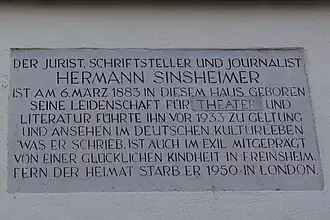 DER JURIST, SCHRIFTSTELLER UND JOURNALIST
HERMANN SINSHEIMER
IST AM 6. MÄRZ 1883 IN DIESEM HAUS GEBOREN
SEINE LEIDENSCHAFT FÜR THEATER UND
LITERATUR FÜHRTE IHN VOR 1933 ZU GELTUNG
UND ANSEHEN IM DEUTSCHEN KULTURLEBEN
WAS ER SCHRIEB, IST AUCH IM EXIL MITGEPRÄGT
VON EINER GLÜCKLICHEN KINDHEIT IN FREINSHEIM.
FERN DER HEIMAT STARB ER 1950 IN LONDON.